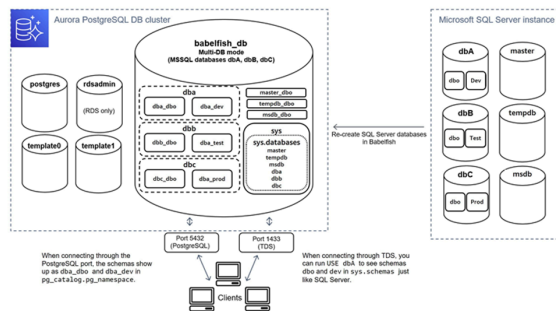 Aurora PostgreSQL DB cluster
Microsoft SQL Server instance
babelfish_db
Multi-DB mode
(MSSQL databases dbA, dbB, dbC)
postgres
rdsadmin
(RDS only)
template0
template1
dba
dba_dbo
dba_dev
dbb
dbb_dbo
dba_test
dbc
dbc_dbo
dba_prod
master_dbo
tempdb_dbo
msdb_dbo
sys
sys.databases
master
tempdb
msdb
dba
dbb
dbc
Re-create SQL Server databases
in Babelfish
dbA
dbo
Dev
master
dbB
dbo
Test
tempdb
dbC
dbo
Prod
msdb
Port 5432
(PostgreSQL)
Port 1433
(TDS)
When connecting through the
PostgreSQL port, the schemas show
up as dba_dbo and dba_dev in
pg_catalog.pg_namespace.
When connecting through TDS, you
can run USE dbA to see schemas
dbo and dev in sys.schemas just
like SQL Server.
Clients